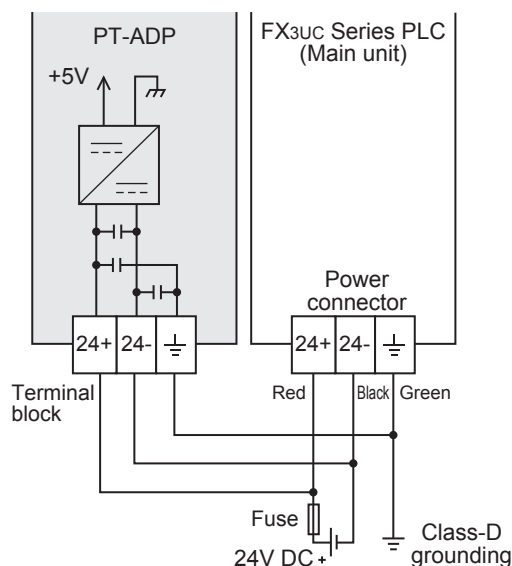 PT-ADP
FX3UC Series PLC
(Main unit)
+5V
Power
connector
24+ 24-
24+ 24-
Terminal
block
Red Black Green
Fuse
24V DC +
Class-D
grounding